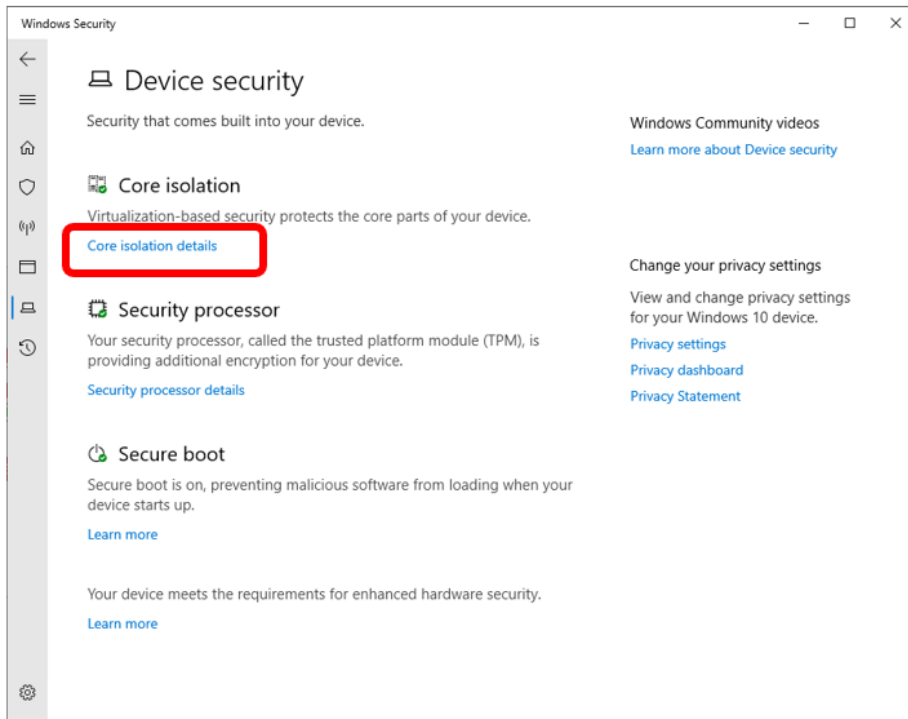 Windows Security
Device security
Security that comes built into your device.
Core isolation
Virtualization-based security protects the core parts of your device.
Core isolation details
Security processor
Your security processor, called the trusted platform module (TPM), is
providing additional encryption for your device.
Security processor details
Secure boot
Secure boot is on, preventing malicious software from loading when your
device starts up.
Learn more
Your device meets the requirements for enhanced hardware security.
Learn more
Windows Community videos
Learn more about Device security
Change your privacy settings
View and change privacy settings
for your Windows 10 device.
Privacy settings
Privacy dashboard
Privacy Statement